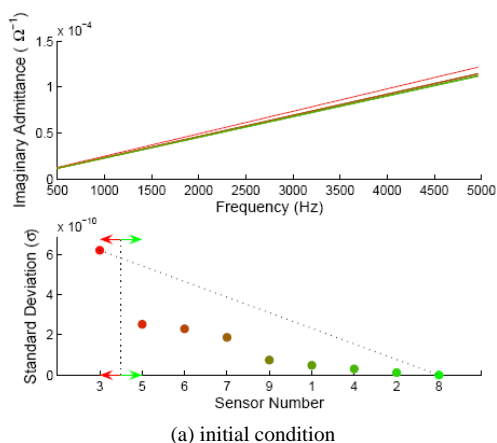 x 10⁻⁴
Imaginary Admittance ( Ω⁻¹)
1.5
1
0.5
0
500 1000 1500 2000 2500 3000 3500 4000 4500 5000
Frequency (Hz)
x 10⁻¹⁰
Standard Deviation (σ)
6
4
2
0
3 5 6 7 9 1 4 2 8
Sensor Number
(a) initial condition